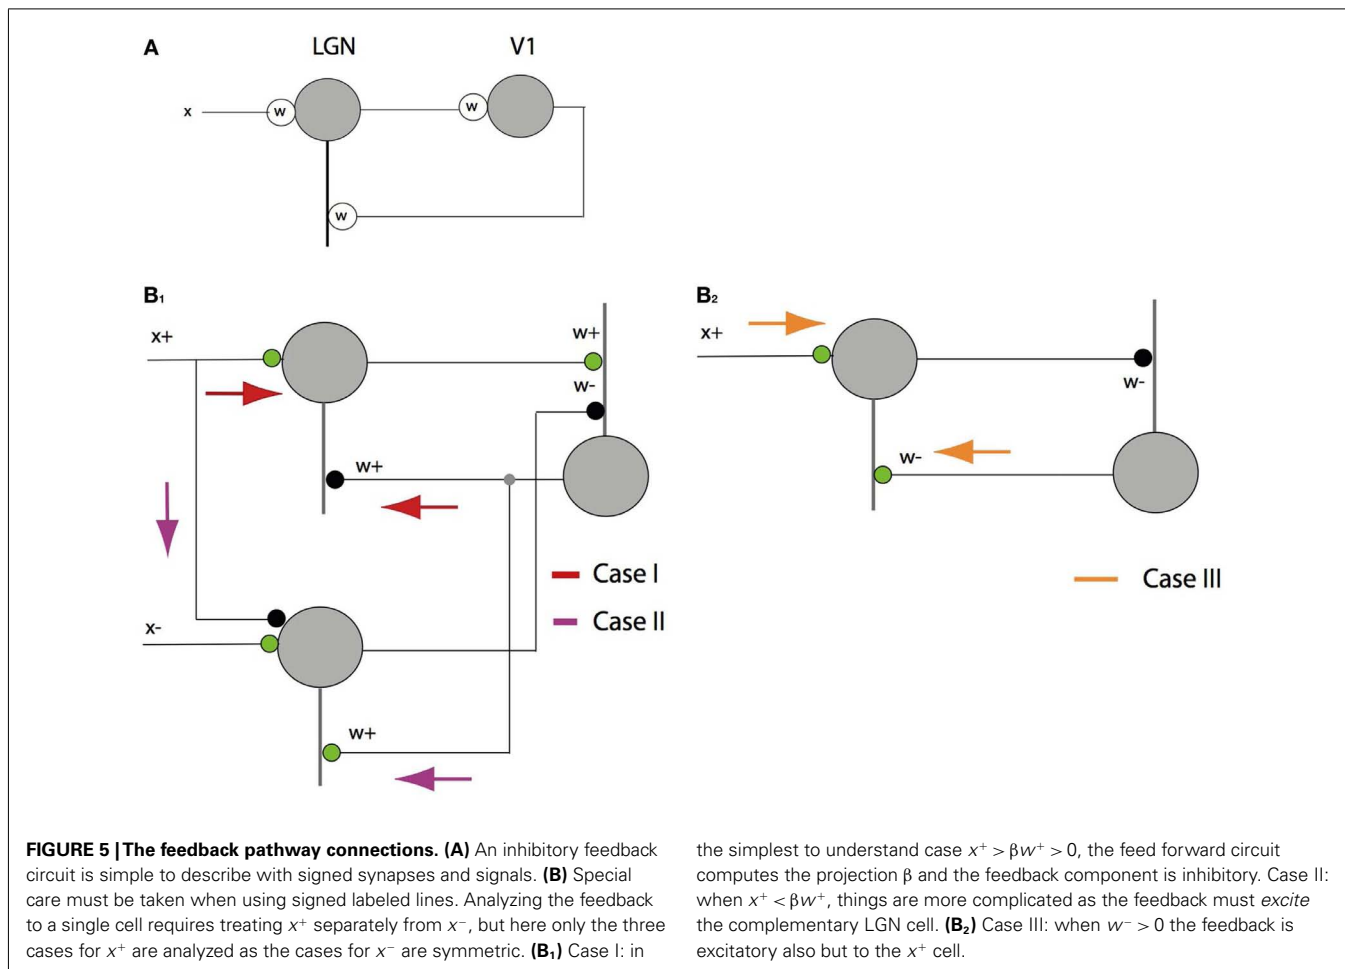 A
LGN
V1
x
w
w
w
B₁
x+
w+
w-
w+
Case I
Case II
x-
w+
B₂
x+
w-
w-
Case III
FIGURE 5 | The feedback pathway connections. (A) An inhibitory feedback
circuit is simple to describe with signed synapses and signals. (B) Special
care must be taken when using signed labeled lines. Analyzing the feedback
to a single cell requires treating x⁺ separately from x⁻, but here only the three
cases for x⁺ are analyzed as the cases for x⁻ are symmetric. (B₁) Case I: in
the simplest to understand case x⁺ > βw⁺ > 0, the feed forward circuit
computes the projection β and the feedback component is inhibitory. Case II:
when x⁺ < βw⁺, things are more complicated as the feedback must excite
the complementary LGN cell. (B₂) Case III: when w⁻ > 0 the feedback is
excitatory also but to the x⁺ cell.